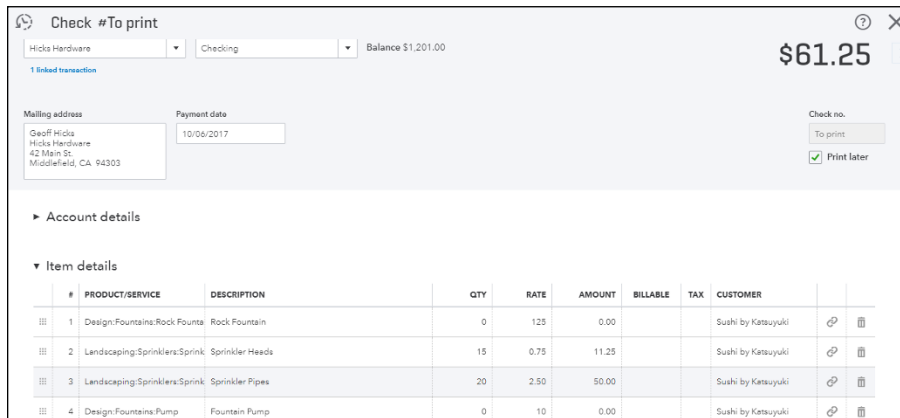 Check #To print
Hicks Hardware Checking Balance $1,201.00 $61.25
1 linked transaction
Mailing address Payment date Check no.
Geoff Hicks
Hicks Hardware
42 Main St.
Middlefield, CA 94303
10/06/2017
To print
Print later
Account details
Item details
# PRODUCT/SERVICE DESCRIPTION QTY RATE AMOUNT BILLABLE TAX CUSTOMER
1 Design:Fountains:Rock Founta Rock Fountain 0 125 0.00 Sushi by Katsuyuki
2 Landscaping:Sprinklers:Sprink Sprinkler Heads 15 0.75 11.25 Sushi by Katsuyuki
3 Landscaping:Sprinklers:Sprink Sprinkler Pipes 20 2.50 50.00 Sushi by Katsuyuki
4 Design:Fountains:Pump Fountain Pump 0 10 0.00 Sushi by Katsuyuki